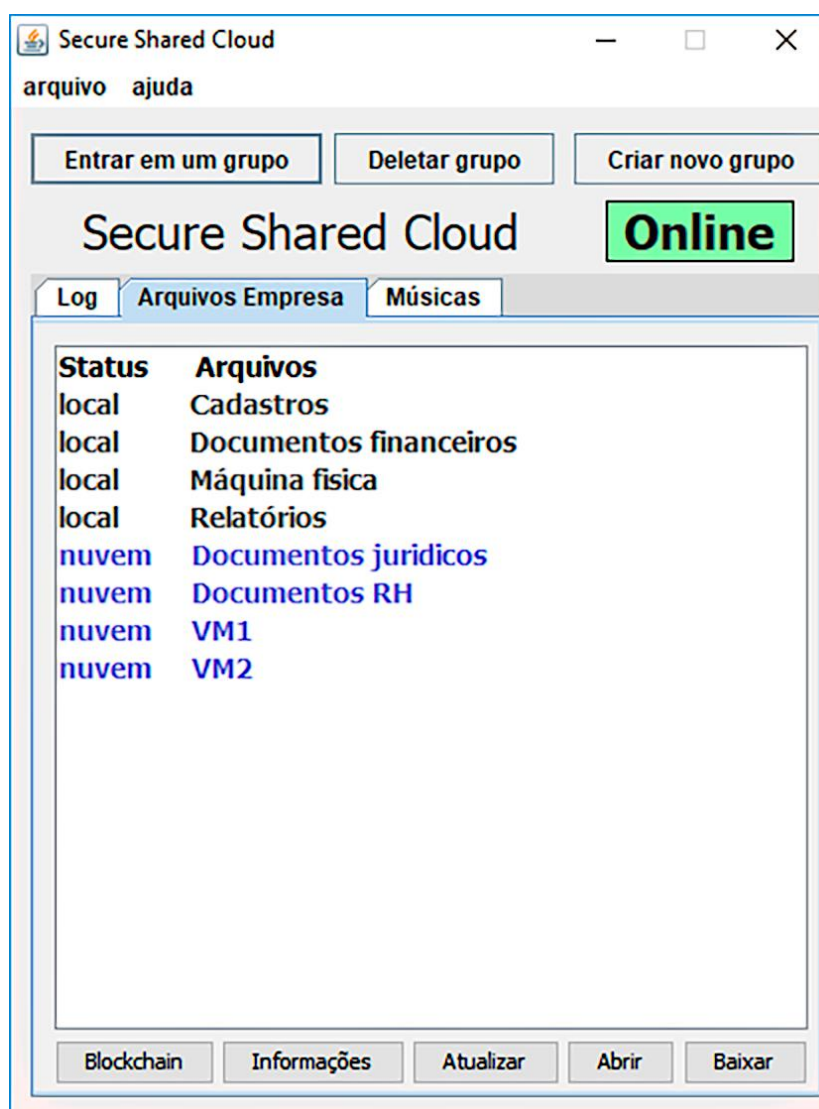 Secure Shared Cloud
arquivo ajuda
Entrar em um grupo Deletar grupo Criar novo grupo
Secure Shared Cloud Online
Log Arquivos Empresa Músicas
Status Arquivos
local Cadastros
local Documentos financeiros
local Máquina fisica
local Relatórios
nuvem Documentos juridicos
nuvem Documentos RH
nuvem VM1
nuvem VM2
Blockchain Informações Atualizar Abrir Baixar